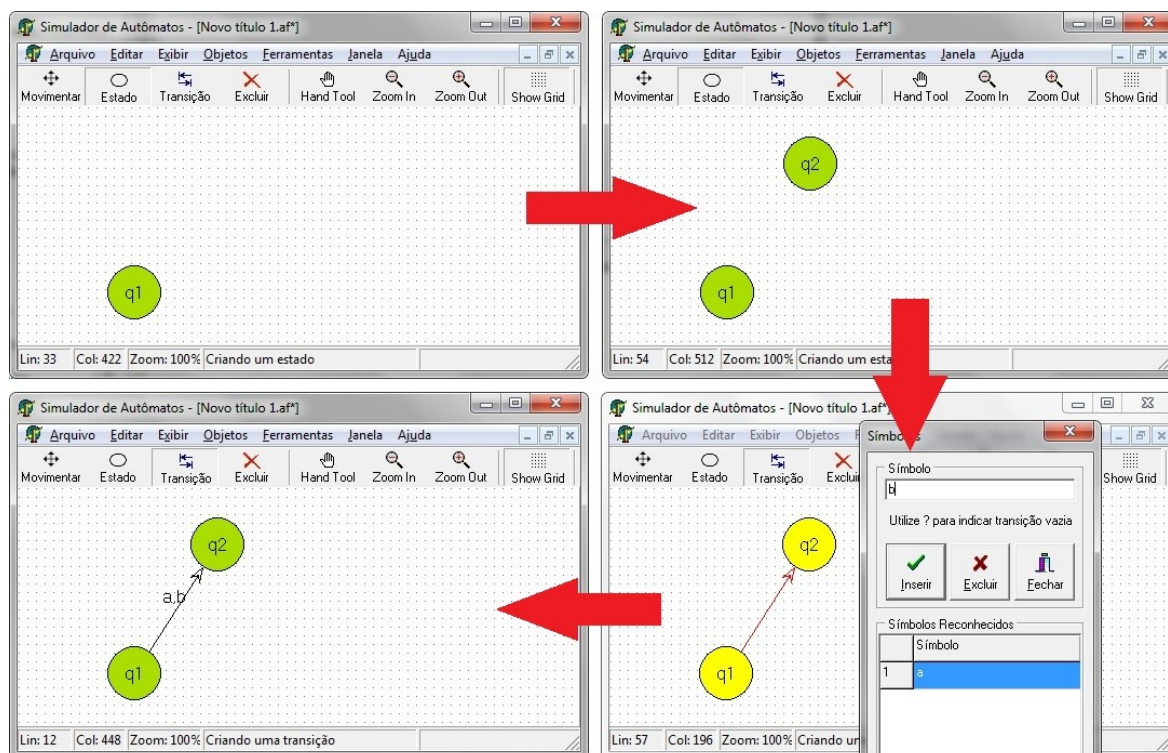 Simulador de Autômatos - [Novo título 1.af*]
Arquivo Editar Exibir Objetos Ferramentas Janela Ajuda
Movimentar Estado Transição Excluir Hand Tool Zoom In Zoom Out Show Grid
q1
Lin: 33 Col: 422 Zoom: 100% Criando um estado
Simulador de Autômatos - [Novo título 1.af*]
Arquivo Editar Exibir Objetos Ferramentas Janela Ajuda
Movimentar Estado Transição Excluir Hand Tool Zoom In Zoom Out Show Grid
q2
q1
Lin: 54 Col: 512 Zoom: 100% Criando um esta
Simulador de Autômatos - [Novo título 1.af*]
Arquivo Editar Exibir Objetos
Movimentar Estado Transição Exclui Show Grid
q2
q1
Lin: 57 Col: 196 Zoom: 100% Criando
Símbolo
b
Utilize ? para indicar transição vazia
Inserir Excluir Fechar
Símbolos Reconhecidos
Símbolo
1 a
Simulador de Autômatos - [Novo título 1.af*]
Arquivo Editar Exibir Objetos Ferramentas Janela Ajuda
Movimentar Estado Transição Excluir Hand Tool Zoom In Zoom Out Show Grid
q2
a,b
q1
Lin: 12 Col: 448 Zoom: 100% Criando uma transição